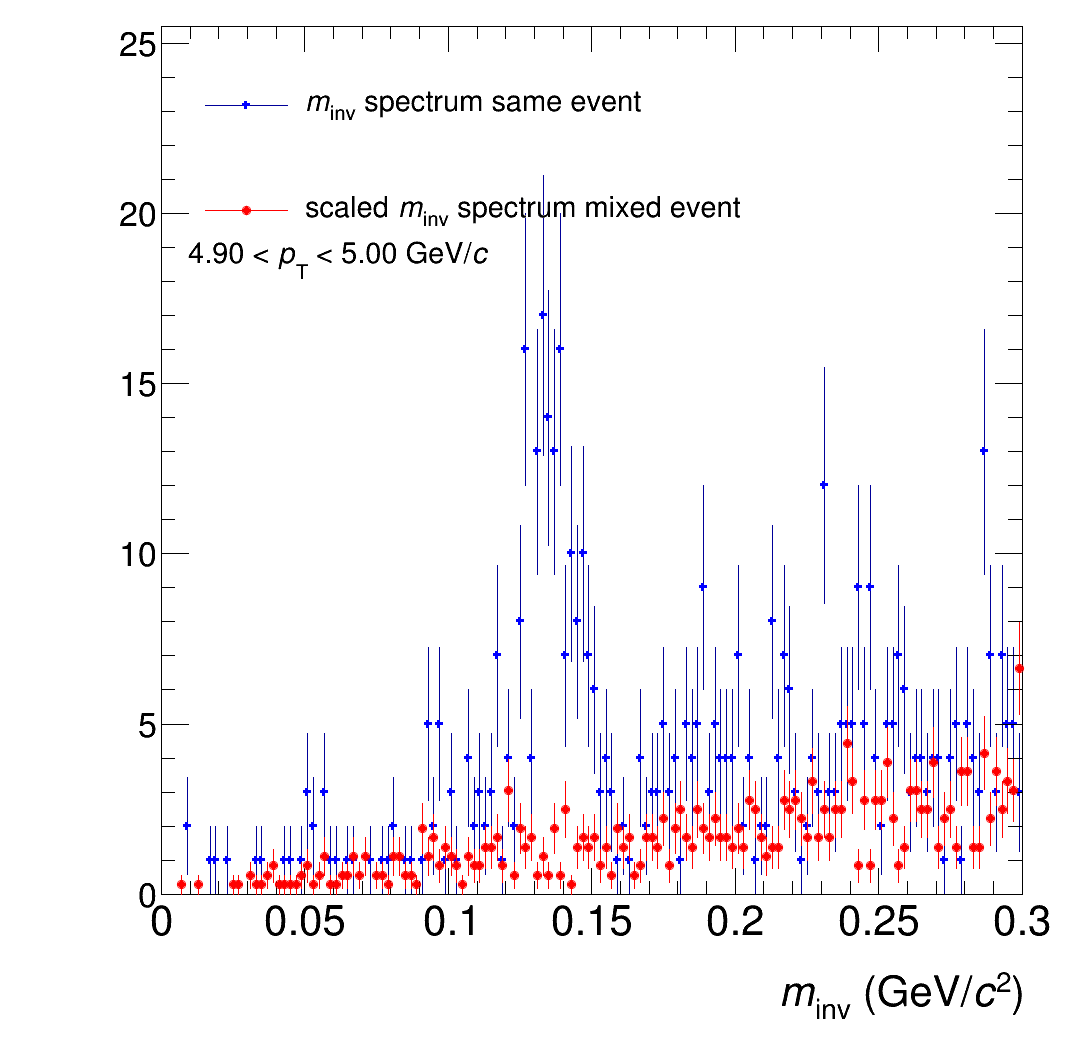 25
m_inv spectrum same event
20
scaled m_inv spectrum mixed event
4.90 < p_T < 5.00 GeV/c
15
10
5
0
0 0.05 0.1 0.15 0.2 0.25 0.3
m_inv (GeV/c²)